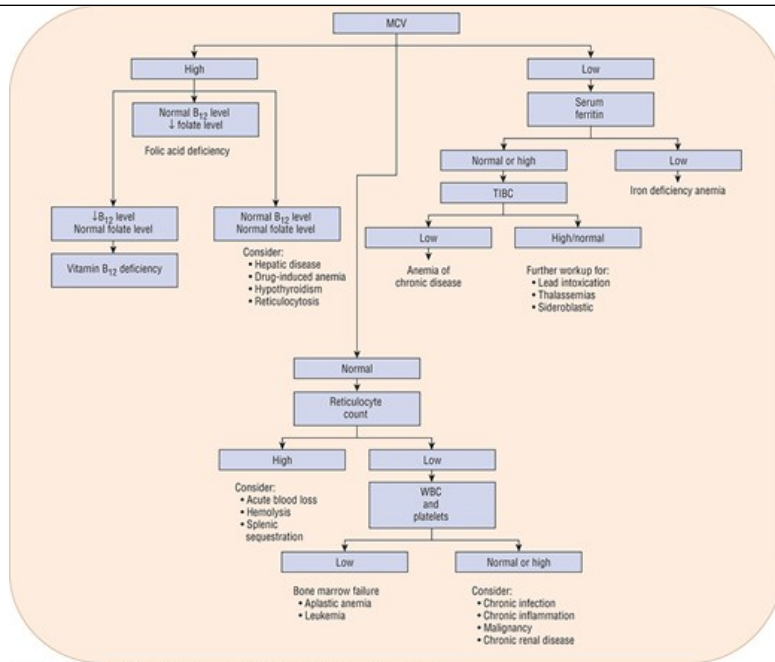 MCV
High
Low
Normal B12 level
↓ folate level
Folic acid deficiency
Serum
ferritin
Normal or high
Low
Iron deficiency anemia
TIBC
↓B12 level
Normal folate level
Normal B12 level
Normal folate level
Low
High/normal
Vitamin B12 deficiency
Consider:
• Hepatic disease
• Drug-induced anemia
• Hypothyroidism
• Reticulocytosis
Anemia of
chronic disease
Further workup for:
• Lead intoxication
• Thalassemias
• Sideroblastic
Normal
Reticulocyte
count
High
Low
Consider:
• Acute blood loss
• Hemolysis
• Splenic
sequestration
WBC
and
platelets
Low
Normal or high
Bone marrow failure
• Aplastic anemia
• Leukemia
Consider:
• Chronic infection
• Chronic inflammation
• Malignancy
• Chronic renal disease